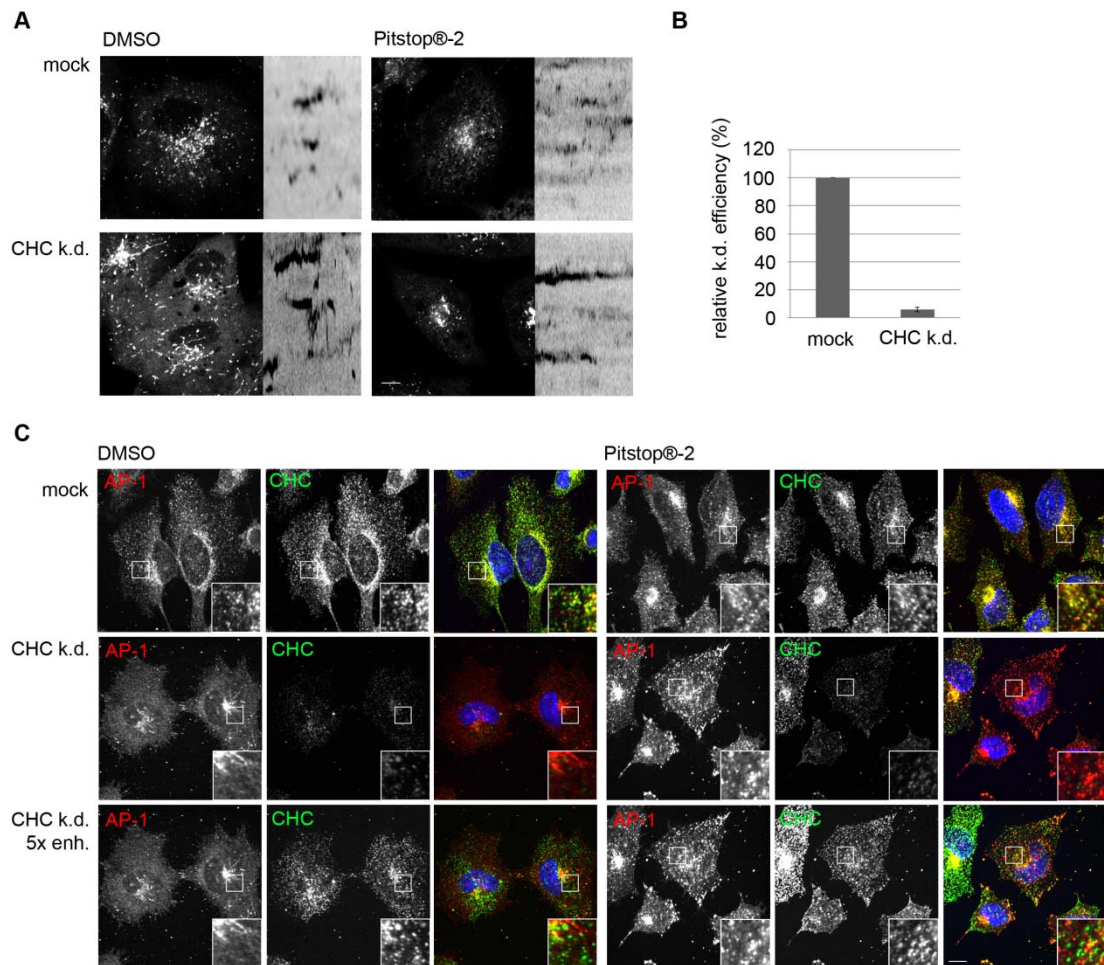 A
DMSO
Pitstop®-2
mock
CHC k.d.
B
relative k.d. efficiency (%)
120
100
80
60
40
20
0
mock
CHC k.d.
C
DMSO
Pitstop®-2
mock
AP-1
CHC
AP-1
CHC
CHC k.d.
AP-1
CHC
AP-1
CHC
CHC k.d.
5x enh.
AP-1
CHC
AP-1
CHC